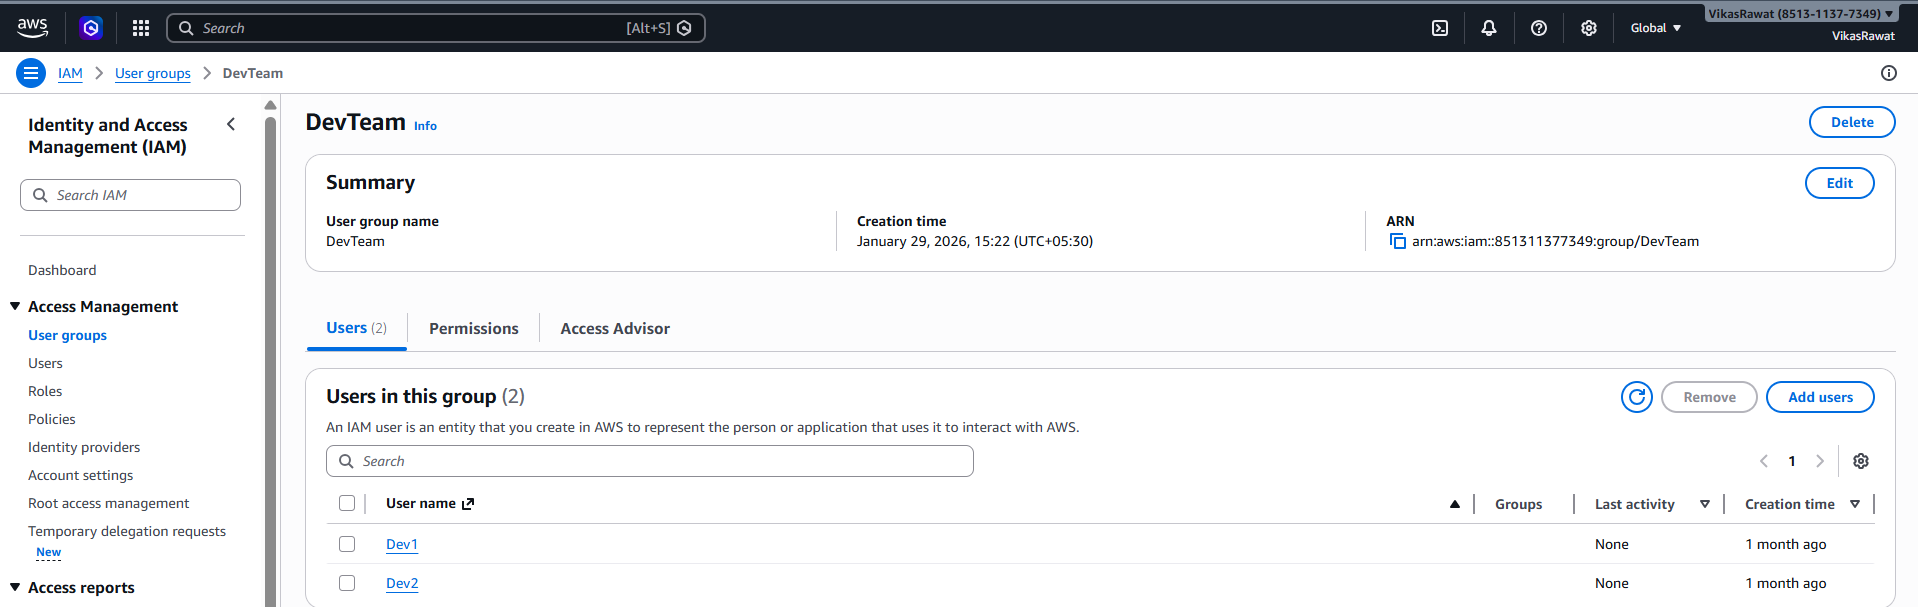 aws
Search [Alt+S]
Global
VikasRawat (8513-1137-7349)
VikasRawat
IAM
User groups
DevTeam
Identity and Access
Management (IAM)
Search IAM
Dashboard
Access Management
User groups
Users
Roles
Policies
Identity providers
Account settings
Root access management
Temporary delegation requests
New
Access reports
DevTeam Info
Delete
Summary
Edit
User group name
DevTeam
Creation time
January 29, 2026, 15:22 (UTC+05:30)
ARN
arn:aws:iam::851311377349:group/DevTeam
Users (2) Permissions Access Advisor
Users in this group (2)
Remove Add users
An IAM user is an entity that you create in AWS to represent the person or application that uses it to interact with AWS.
Search
1
User name Groups Last activity Creation time
Dev1 None 1 month ago
Dev2 None 1 month ago